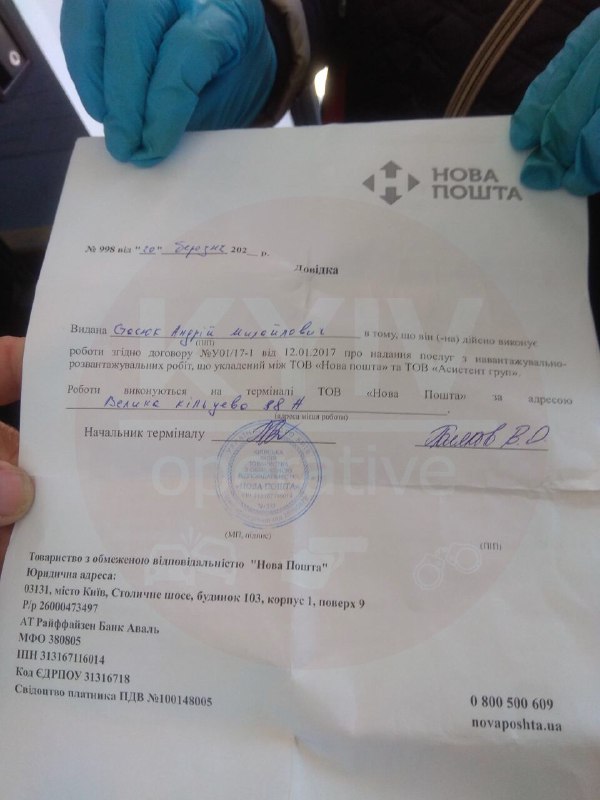 НОВА
ПОШТА
№ 998 від "20" березня 202__ р.
Довідка
Видана Стасюк Андрій Михайлович в тому, що він (-на) дійсно виконує
(ПІП)
роботи згідно договору №У01/17-1 від 12.01.2017 про надання послуг з навантажувально-
розвантажувальних робіт, що укладений між ТОВ «Нова пошта» та ТОВ «Асистент груп».
Роботи виконуються на терміналі ТОВ «Нова Пошта» за адресою
Велика кільцева
(адреса місця роботи)
Начальник терміналу
«НОВА ПОШТА»
(МП, підпис)
(ПІП)
KYIV
operative
Товариство з обмеженою відповідальністю "Нова Пошта"
Юридична адреса:
03131, місто Київ, Столичне шосе, будинок 103, корпус 1, поверх 9
Р/р 26000473497
АТ Райффайзен Банк Аваль
МФО 380805
ІПН 313167116014
Код ЄДРПОУ 31316718
Свідоцтво платника ПДВ №100148005
0 800 500 609
novaposhta.ua